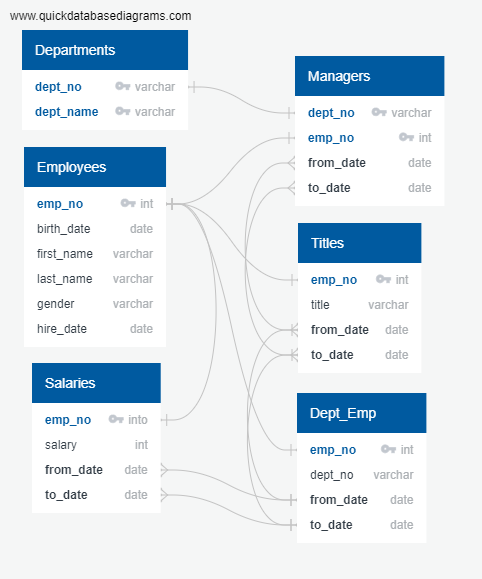 www.quickdatabasediagrams.com
Departments
dept_no varchar
dept_name varchar
Employees
emp_no int
birth_date date
first_name varchar
last_name varchar
gender varchar
hire_date date
Salaries
emp_no into
salary int
from_date date
to_date date
Managers
dept_no varchar
emp_no int
from_date date
to_date date
Titles
emp_no int
title varchar
from_date date
to_date date
Dept_Emp
emp_no int
dept_no varchar
from_date date
to_date date